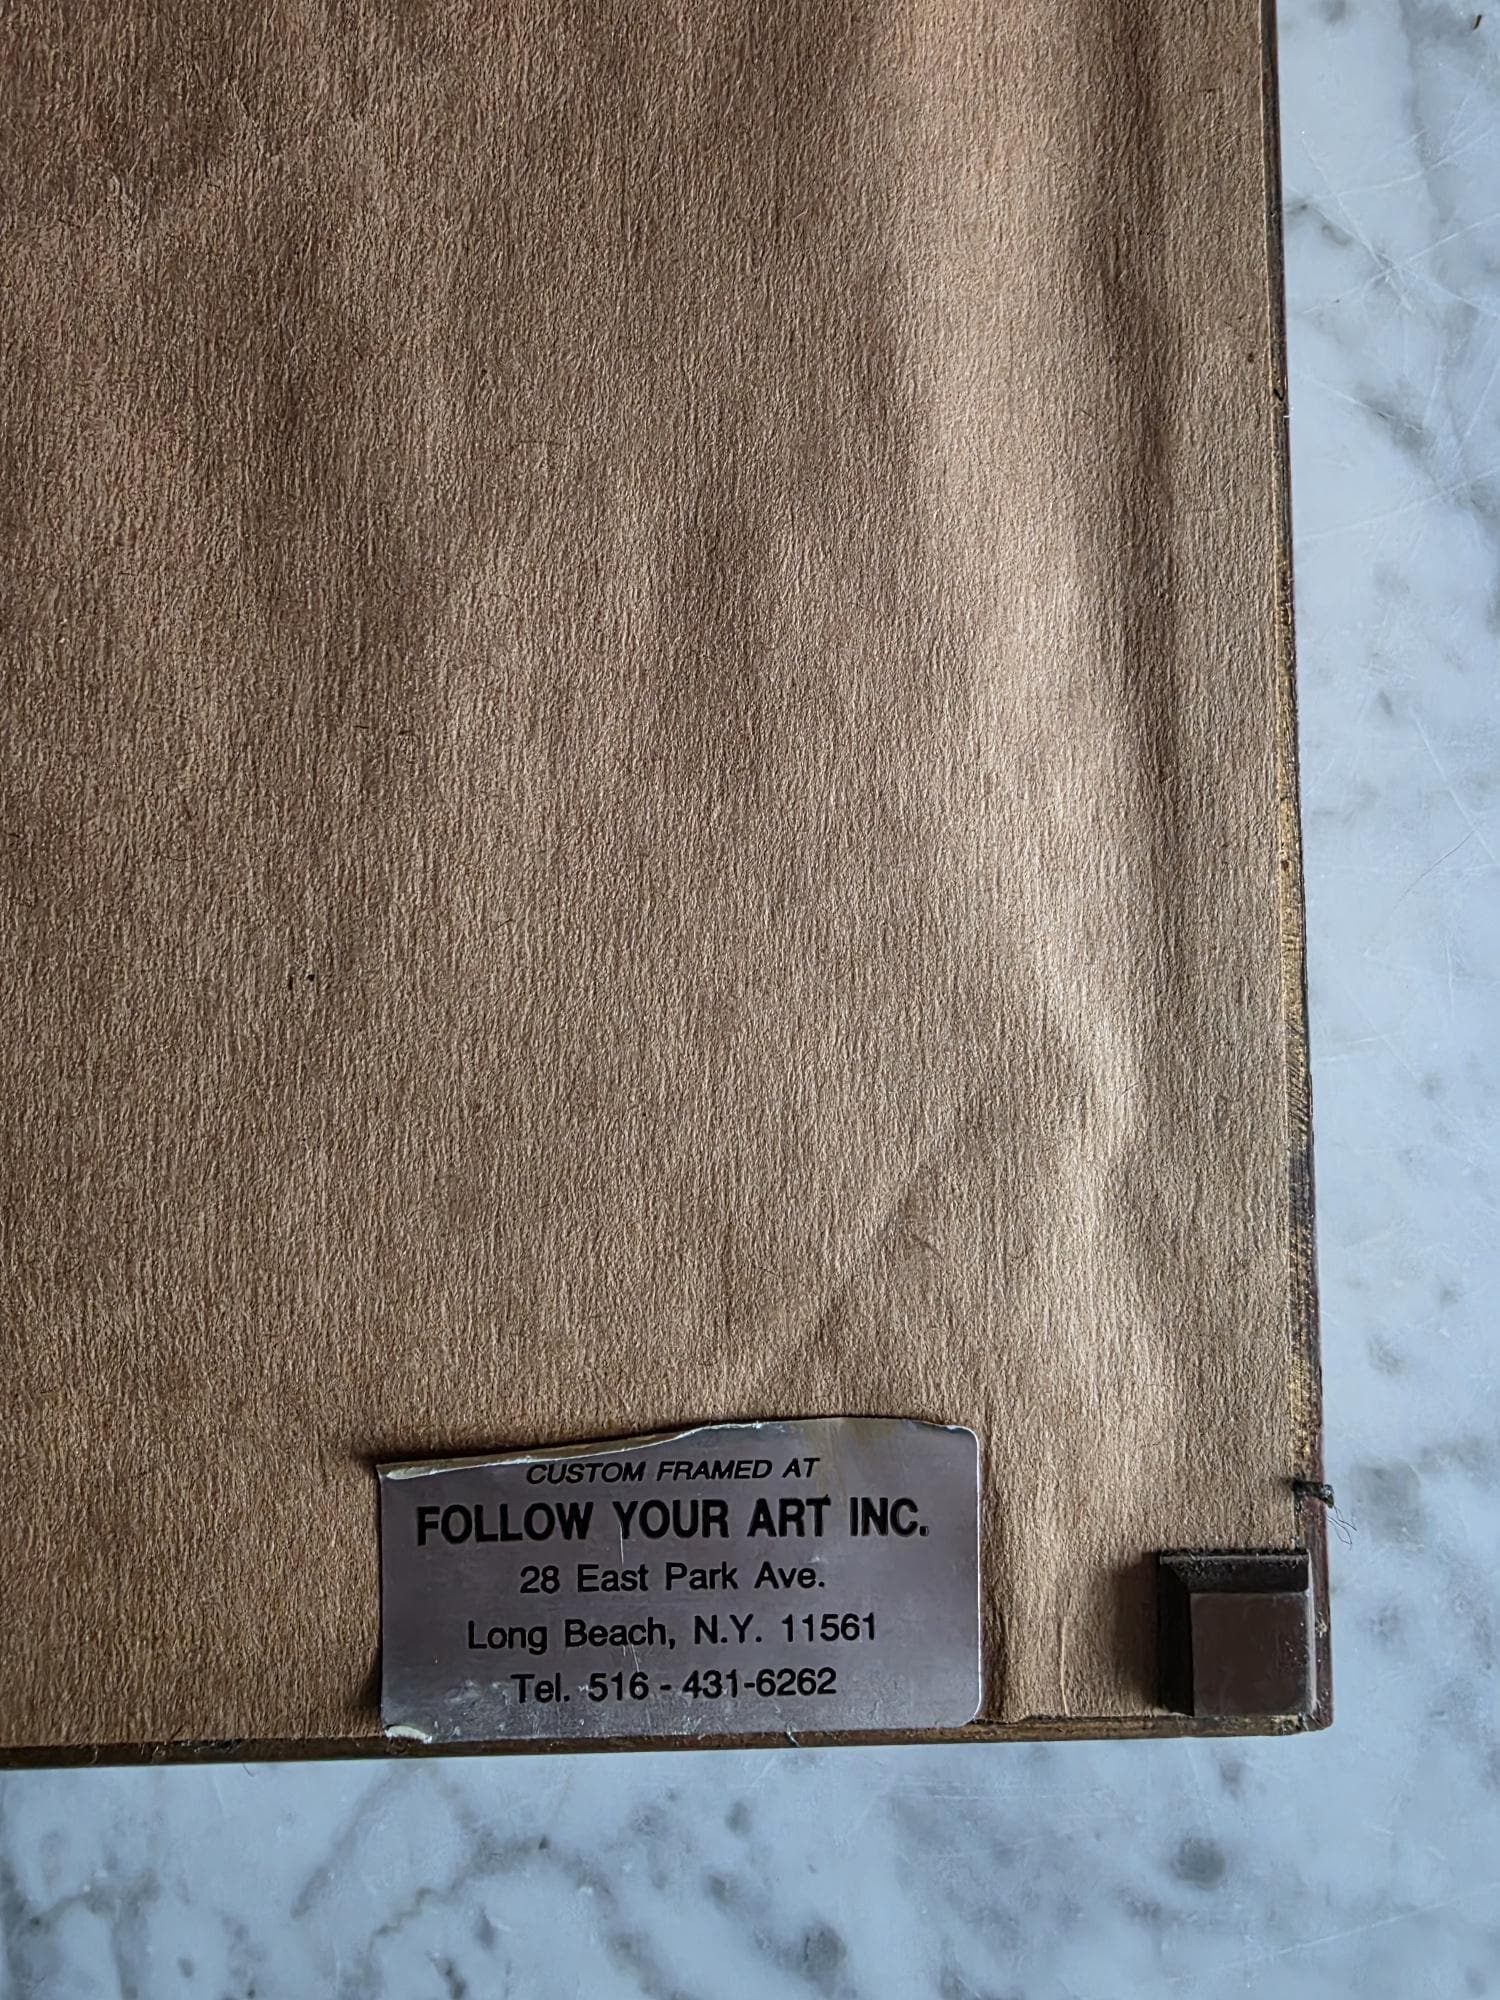 CUSTOM FRAMED AT
FOLLOW YOUR ART INC.
28 East Park Ave.
Long Beach, N.Y. 11561
Tel. 516 - 431-6262